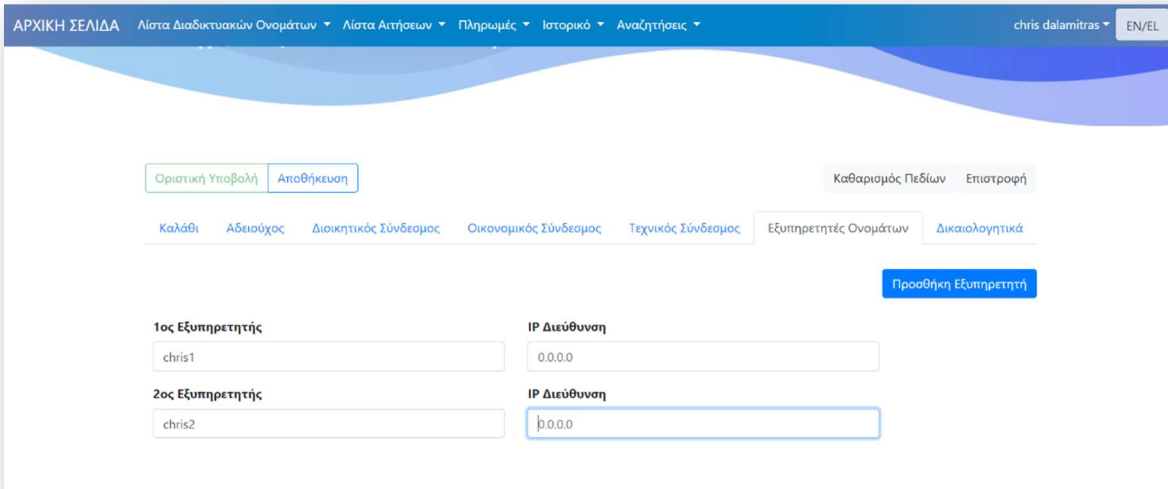 ΑΡΧΙΚΗ ΣΕΛΙΔΑ Λίστα Διαδικτυακών Ονομάτων Λίστα Αιτήσεων Πληρωμές Ιστορικό Αναζητήσεις chris dalamitras EN/EL
Οριστική Υποβολή Αποθήκευση Καθαρισμός Πεδίων Επιστροφή
Καλάθι Αδειούχος Διοικητικός Σύνδεσμος Οικονομικός Σύνδεσμος Τεχνικός Σύνδεσμος Εξυπηρετητές Ονομάτων Δικαιολογητικά
Προσθήκη Εξυπηρετητή
1ος Εξυπηρετητής IP Διεύθυνση
chris1 0.0.0.0
2ος Εξυπηρετητής IP Διεύθυνση
chris2 0.0.0.0